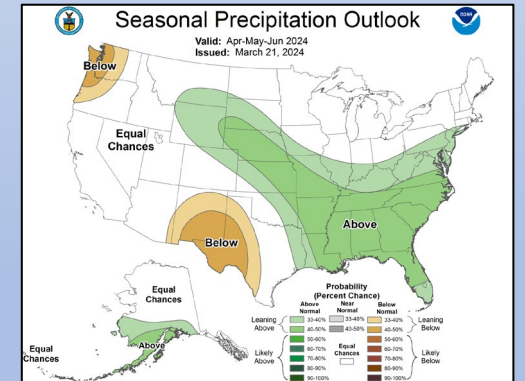 Seasonal Precipitation Outlook
NOAA
Valid: Apr-May-Jun 2024
Issued: March 21, 2024
Below
Equal
Chances
Above
Below
Equal
Chances
Above
Equal
Chances
Probability
(Percent Chance)
Above Normal
Near Normal
Below Normal
Leaning Above
33-40%
33-40%
33-40%
Leaning Below
40-50%
40-50%
40-50%
Likely Above
50-60%
Equal Chances
50-60%
Likely Below
60-70%
60-70%
70-80%
70-80%
80-90%
80-90%
90-100%
90-100%